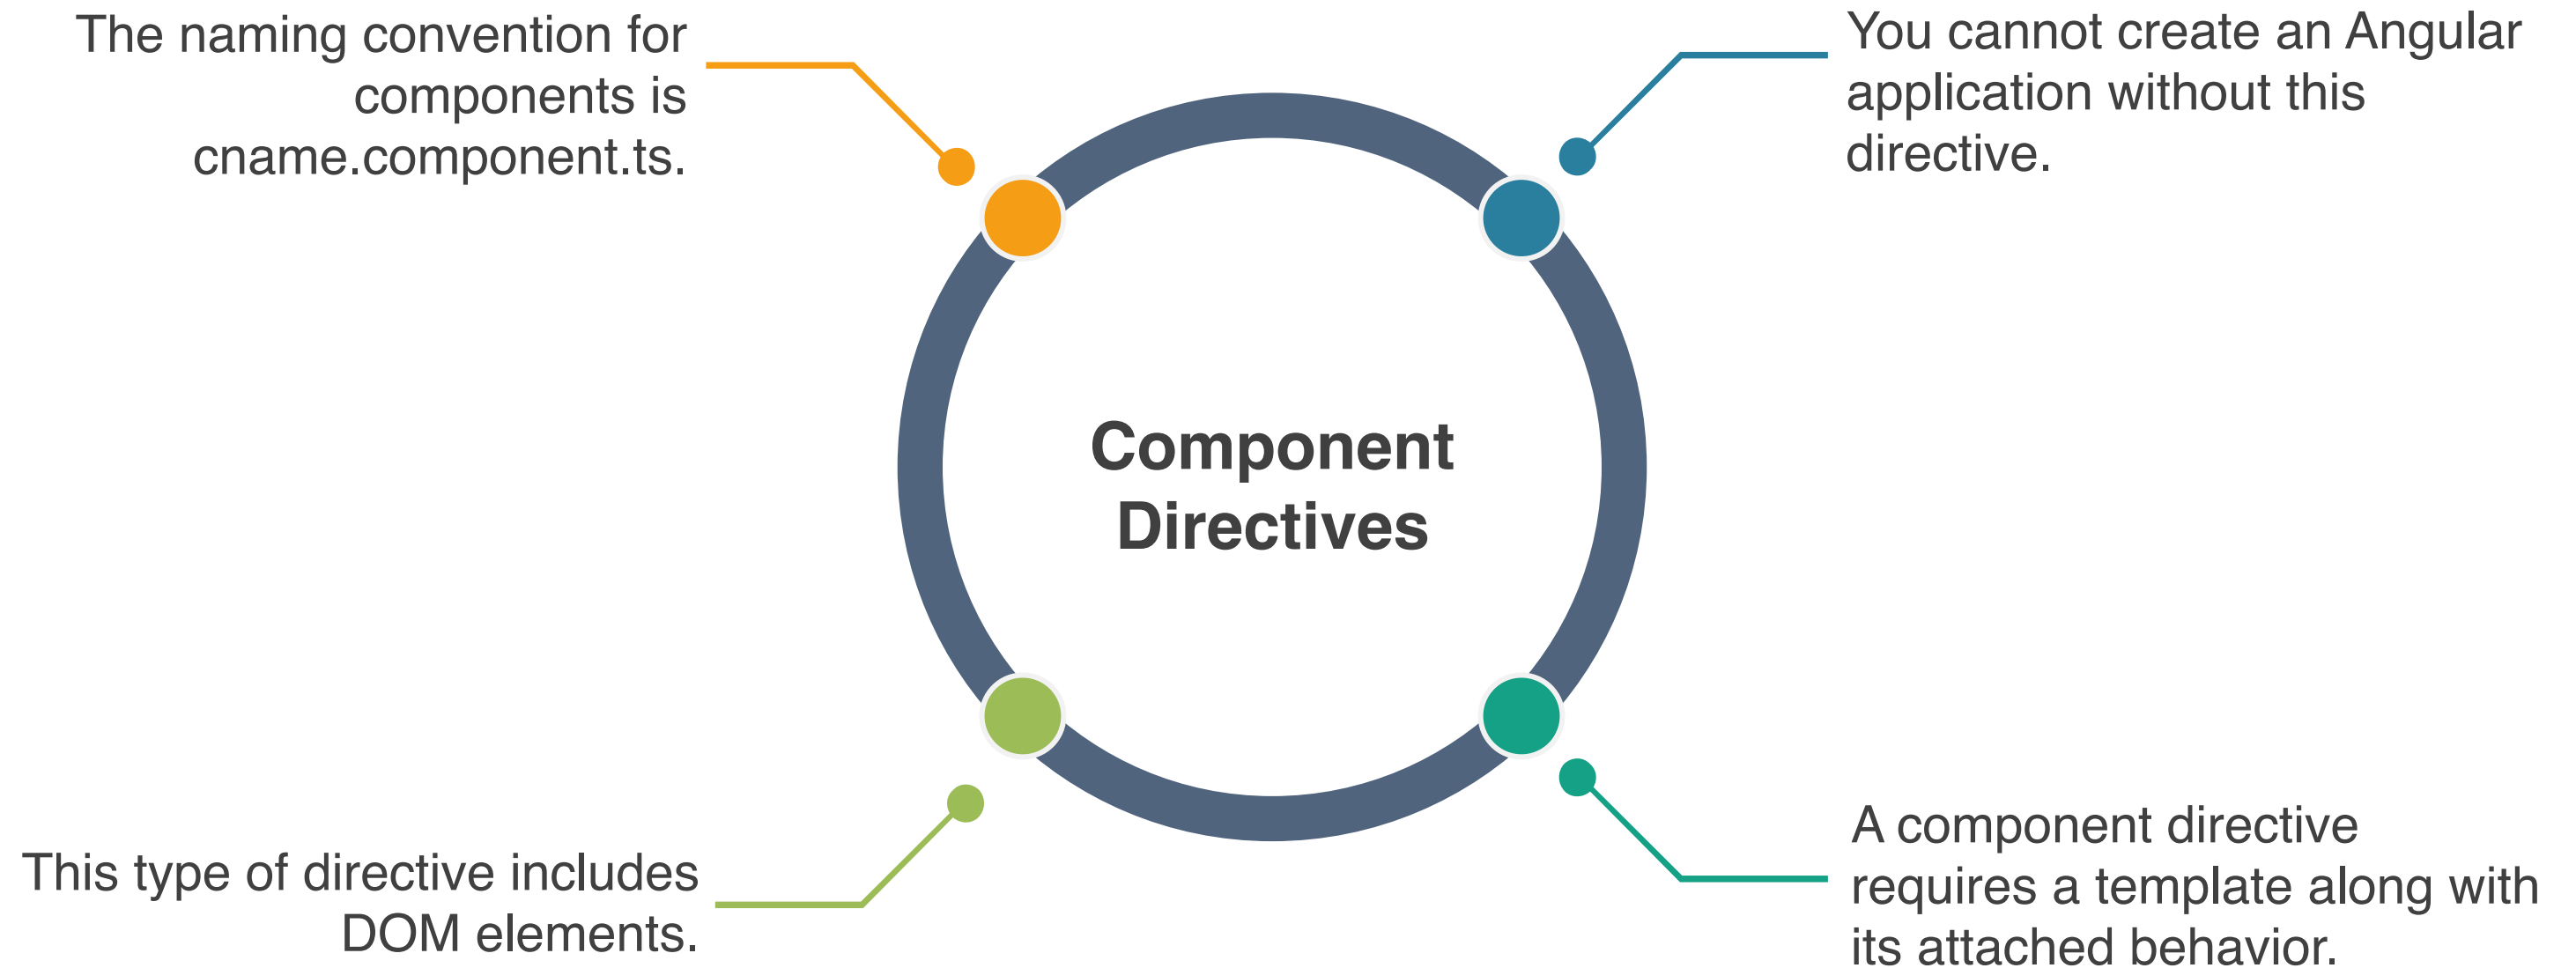 The naming convention for
components is
cname.component.ts.
You cannot create an Angular
application without this
directive.
Component
Directives
This type of directive includes
DOM elements.
A component directive
requires a template along with
its attached behavior.